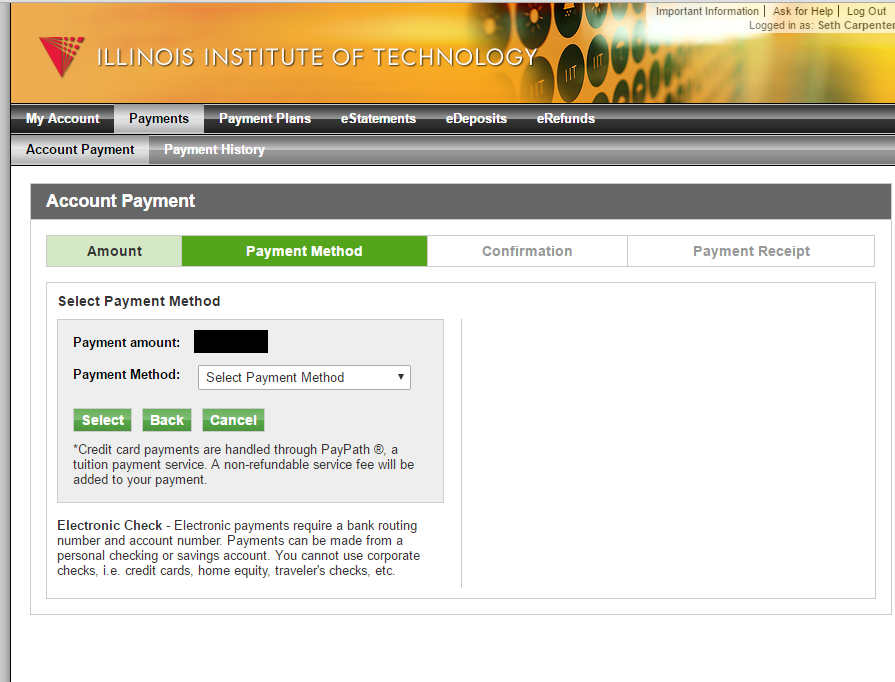 Important Information | Ask for Help | Log Out
Logged in as: Seth Carpenter
ILLINOIS INSTITUTE OF TECHNOLOGY
IIT
IIT
IIT
My Account Payments Payment Plans eStatements eDeposits eRefunds
Account Payment Payment History
Account Payment
Amount Payment Method Confirmation Payment Receipt
Select Payment Method
Payment amount:
Payment Method: Select Payment Method
Select Back Cancel
*Credit card payments are handled through PayPath ®, a
tuition payment service. A non-refundable service fee will be
added to your payment.
Electronic Check - Electronic payments require a bank routing
number and account number. Payments can be made from a
personal checking or savings account. You cannot use corporate
checks, i.e. credit cards, home equity, traveler's checks, etc.